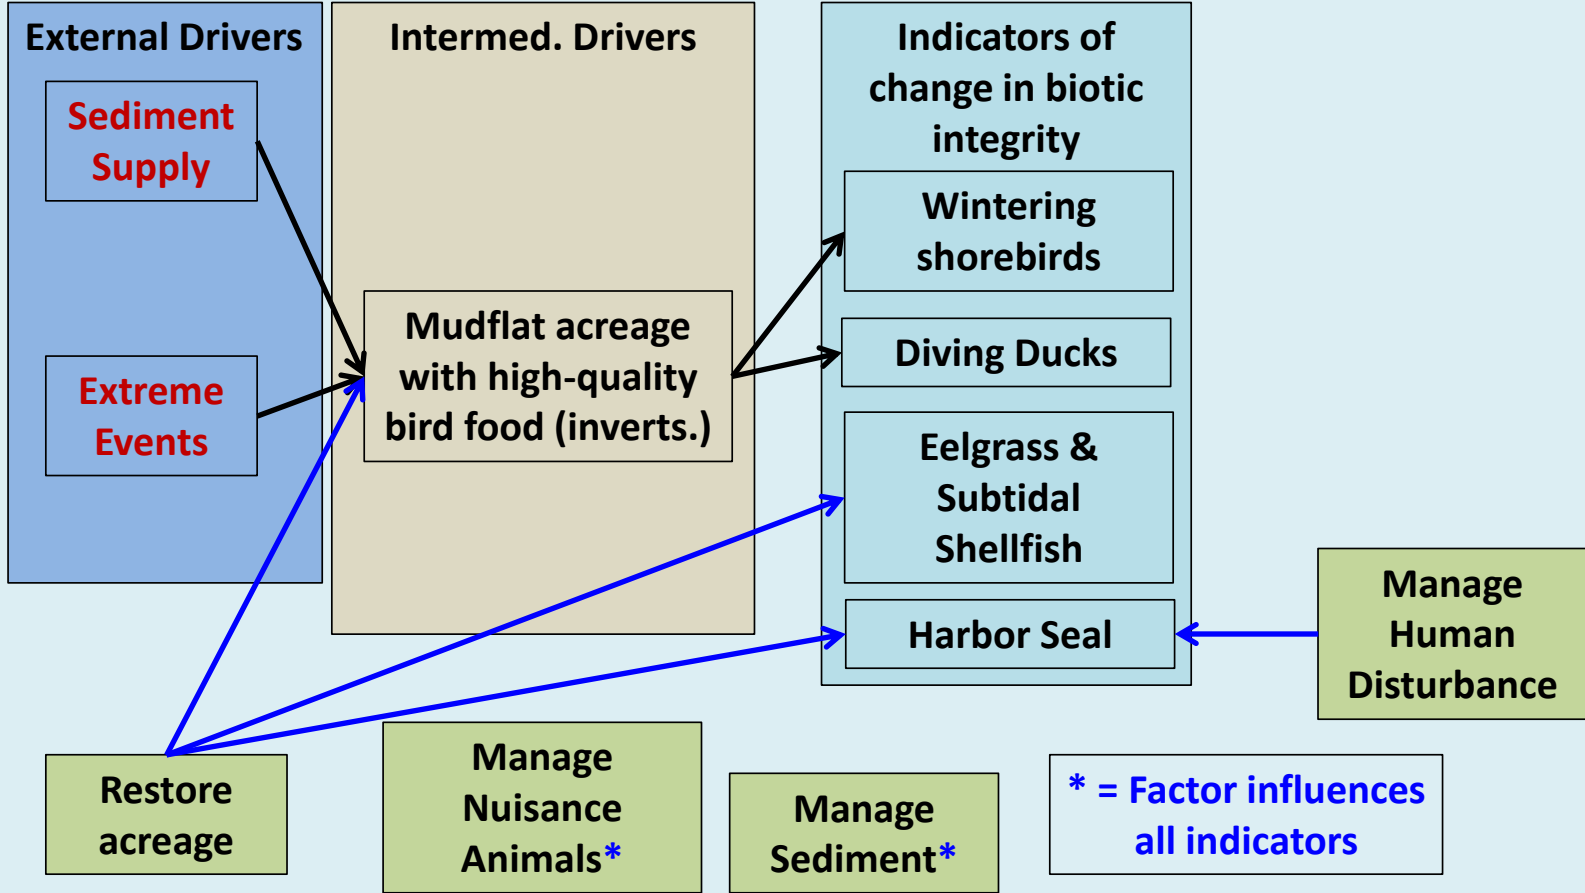 External Drivers
Sediment
Supply
Extreme
Events
Intermed. Drivers
Mudflat acreage
with high-quality
bird food (inverts.)
Indicators of
change in biotic
integrity
Wintering
shorebirds
Diving Ducks
Eelgrass &
Subtidal
Shellfish
Harbor Seal
Manage
Human
Disturbance
Restore
acreage
Manage
Nuisance
Animals*
Manage
Sediment*
* = Factor influences
all indicators